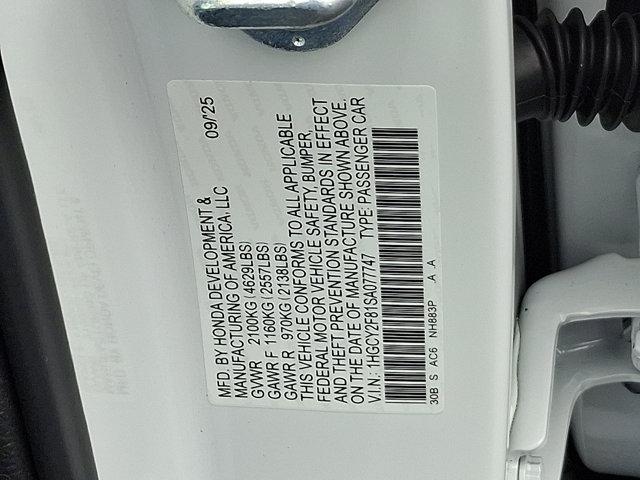 09/25
MFD. BY HONDA DEVELOPMENT &
MANUFACTURING OF AMERICA, LLC
GVWR 2100KG (4629LBS)
GAWR F 1160KG (2557LBS)
GAWR R 970KG (2138LBS)
THIS VEHICLE CONFORMS TO ALL APPLICABLE
FEDERAL MOTOR VEHICLE SAFETY, BUMPER,
AND THEFT PREVENTION STANDARDS IN EFFECT
ON THE DATE OF MANUFACTURE SHOWN ABOVE.
V.I.N.: 1HGCY2F81SA077747 TYPE: PASSENGER CAR
30B S AC6 NH883P .A .A